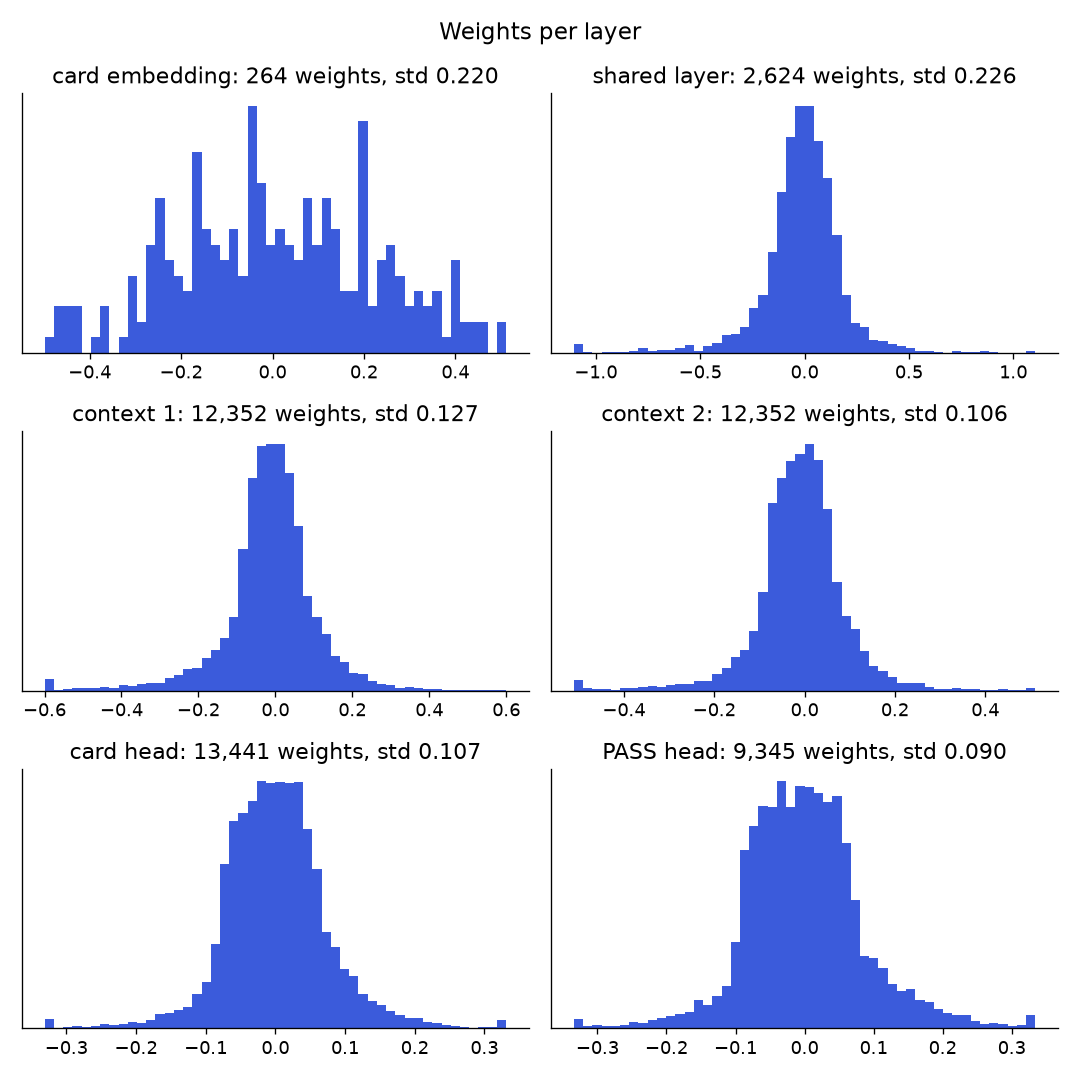 Weights per layer
card embedding: 264 weights, std 0.220
−0.4 −0.2 0.0 0.2 0.4
shared layer: 2,624 weights, std 0.226
−1.0 −0.5 0.0 0.5 1.0
context 1: 12,352 weights, std 0.127
−0.6 −0.4 −0.2 0.0 0.2 0.4 0.6
context 2: 12,352 weights, std 0.106
−0.4 −0.2 0.0 0.2 0.4
card head: 13,441 weights, std 0.107
−0.3 −0.2 −0.1 0.0 0.1 0.2 0.3
PASS head: 9,345 weights, std 0.090
−0.3 −0.2 −0.1 0.0 0.1 0.2 0.3